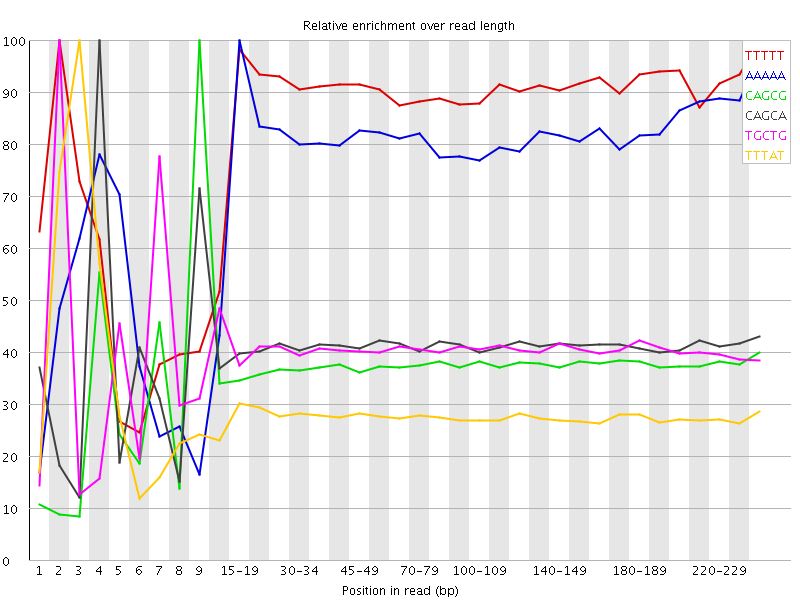 Relative enrichment over read length
100
90
80
70
60
50
40
30
20
10
0
TTTTT
AAAAA
CAGCG
CAGCA
TGCTG
TTTAT
1 2 3 4 5 6 7 8 9 15-19 30-34 45-49 70-79 100-109 140-149 180-189 220-229
Position in read (bp)